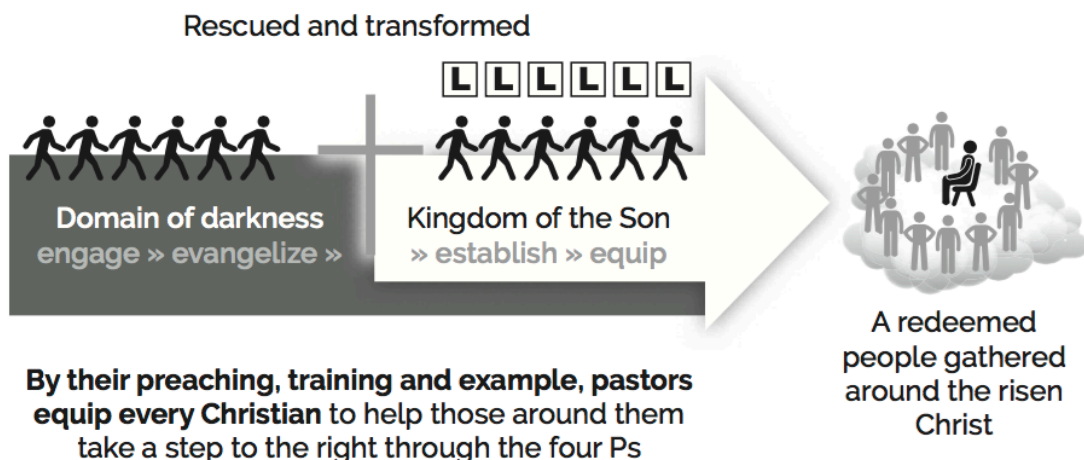 Rescued and transformed
L L L L L L
Domain of darkness
engage » evangelize »
Kingdom of the Son
» establish » equip
A redeemed
people gathered
around the risen
Christ
By their preaching, training and example, pastors
equip every Christian to help those around them
take a step to the right through the four Ps